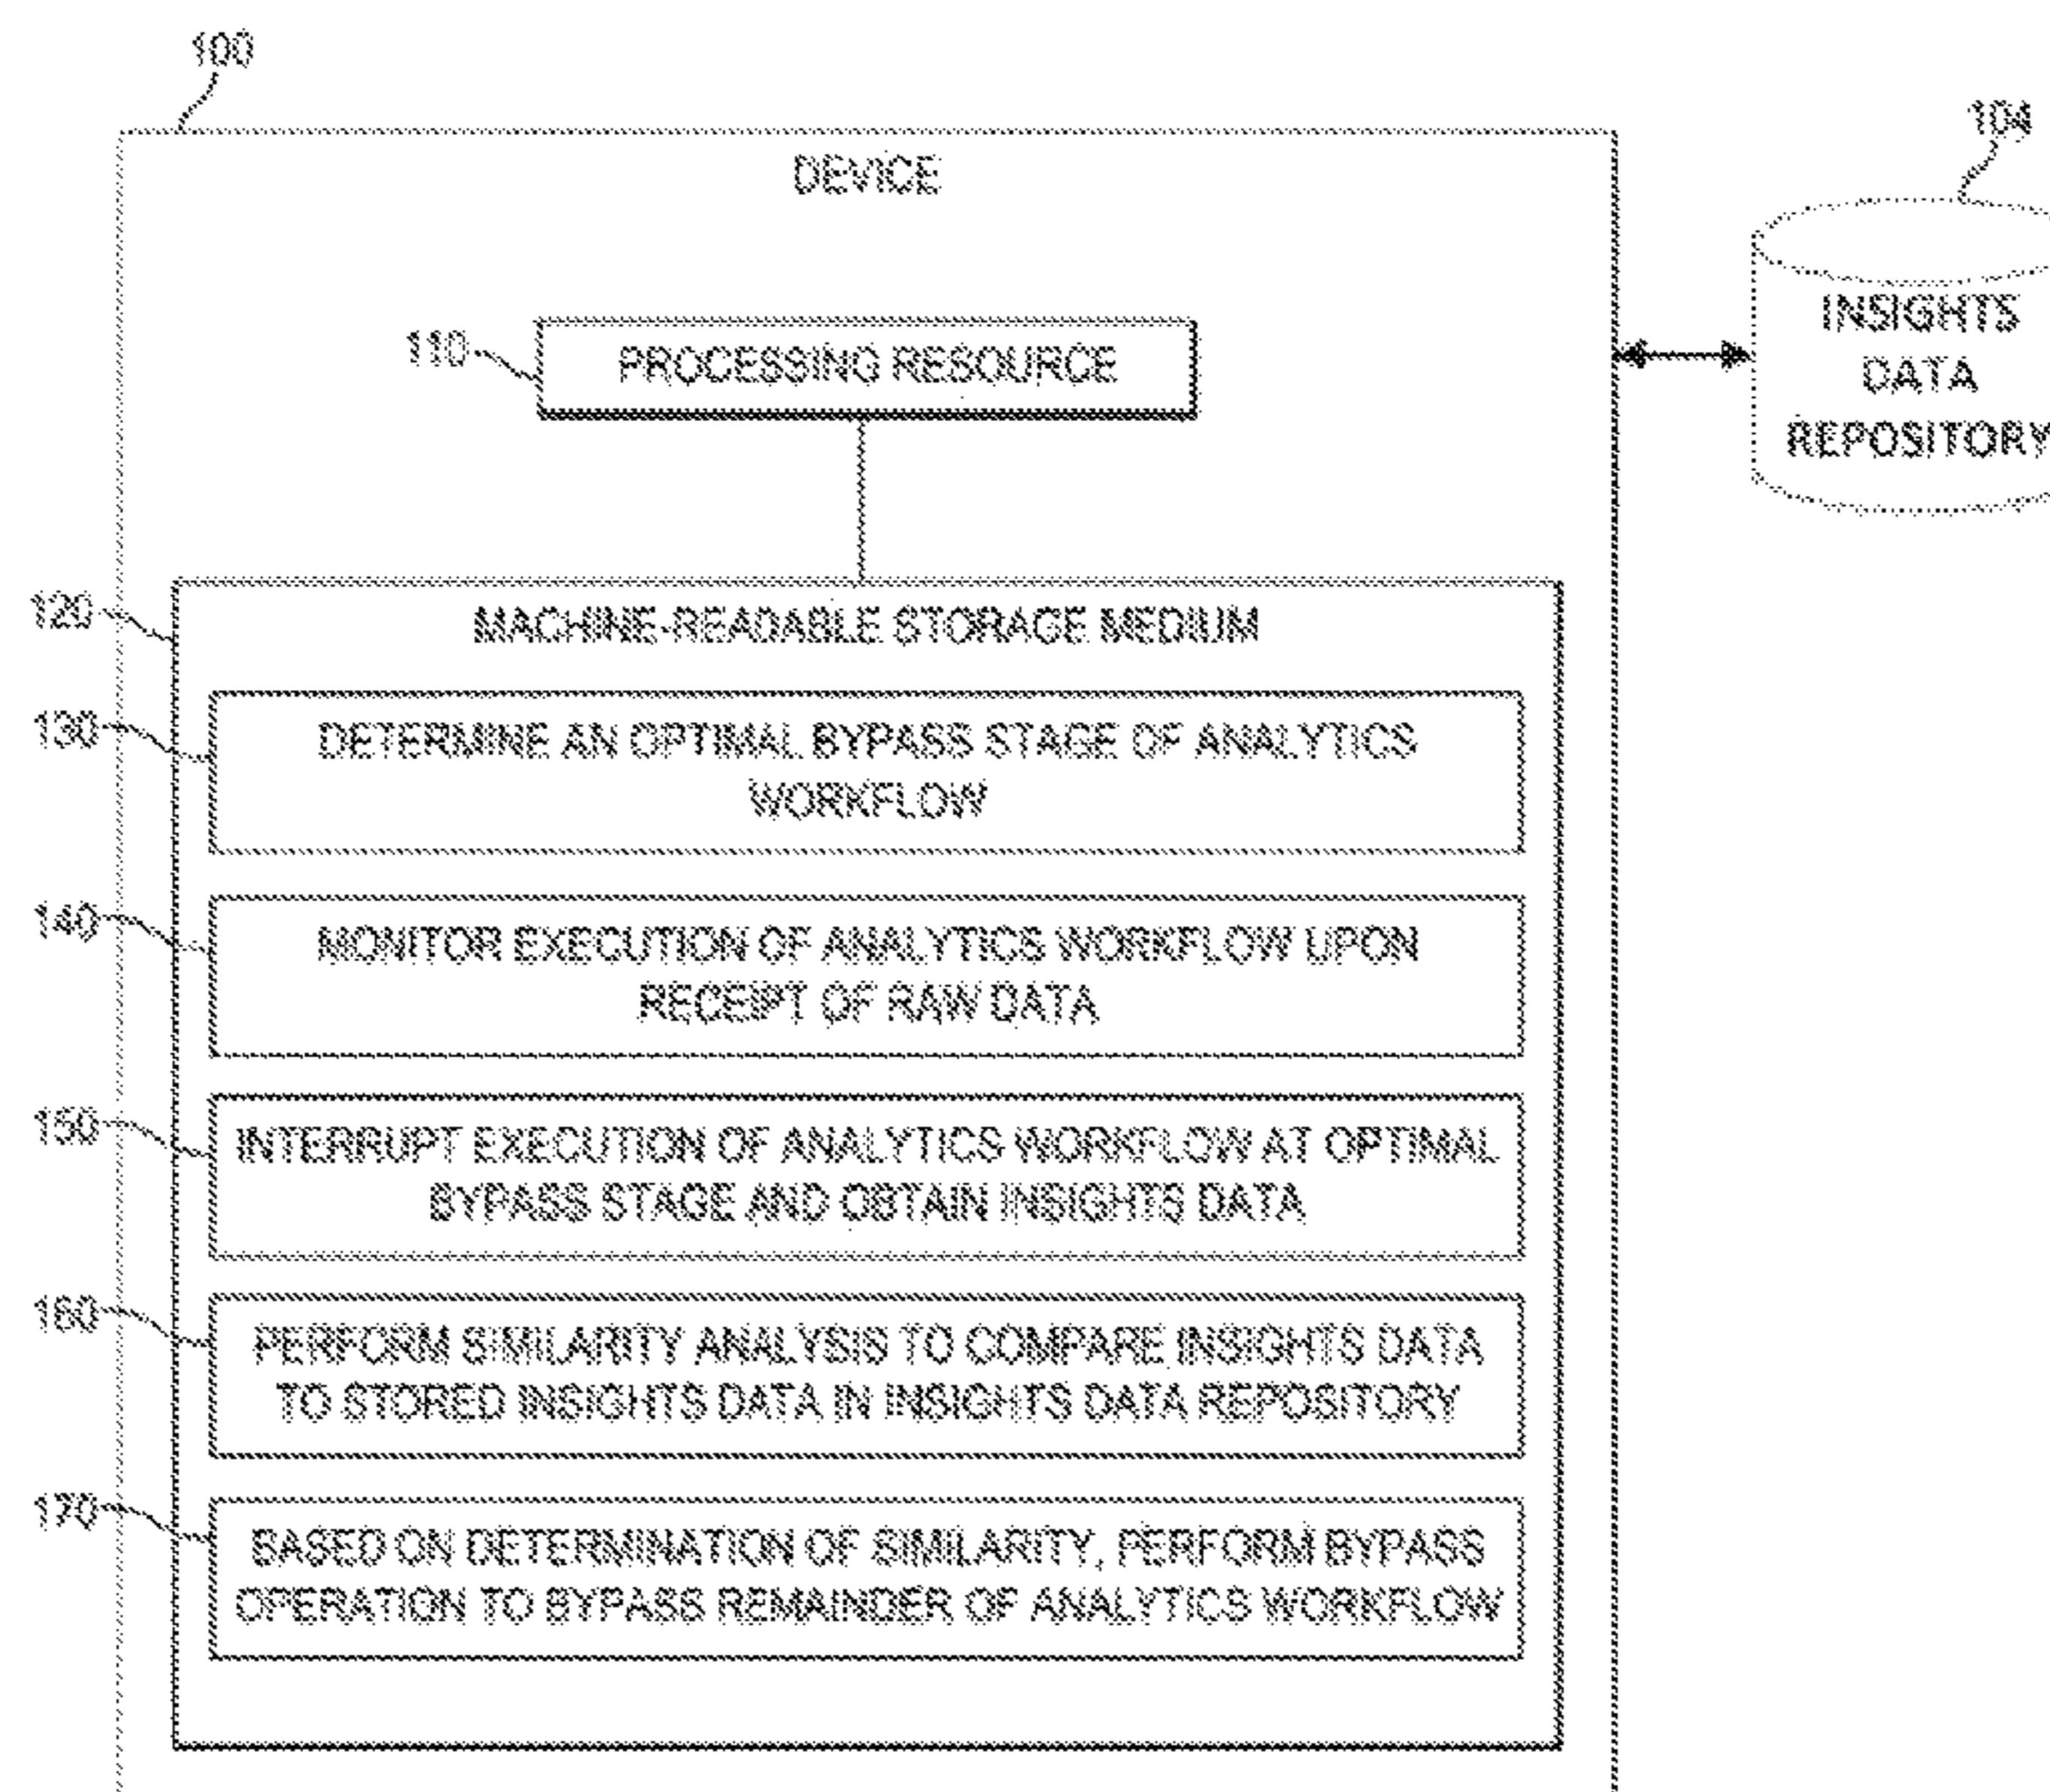 100
104
DEVICE
INSIGHTS
DATA
REPOSITORY
110
PROCESSING RESOURCE
120
MACHINE-READABLE STORAGE MEDIUM
130
DETERMINE AN OPTIMAL BYPASS STAGE OF ANALYTICS
WORKFLOW
140
MONITOR EXECUTION OF ANALYTICS WORKFLOW UPON
RECEIPT OF RAW DATA
150
INTERRUPT EXECUTION OF ANALYTICS WORKFLOW AT OPTIMAL
BYPASS STAGE AND OBTAIN INSIGHTS DATA
160
PERFORM SIMILARITY ANALYSIS TO COMPARE INSIGHTS DATA
TO STORED INSIGHTS DATA IN INSIGHTS DATA REPOSITORY
170
BASED ON DETERMINATION OF SIMILARITY, PERFORM BYPASS
OPERATION TO BYPASS REMAINDER OF ANALYTICS WORKFLOW